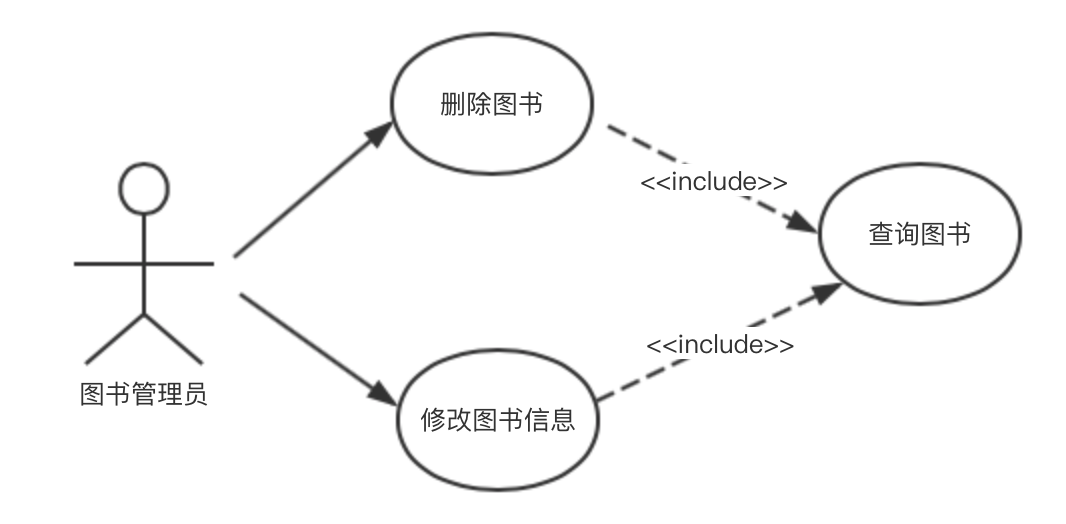 删除图书
<<include>>
查询图书
<<include>>
图书管理员
修改图书信息